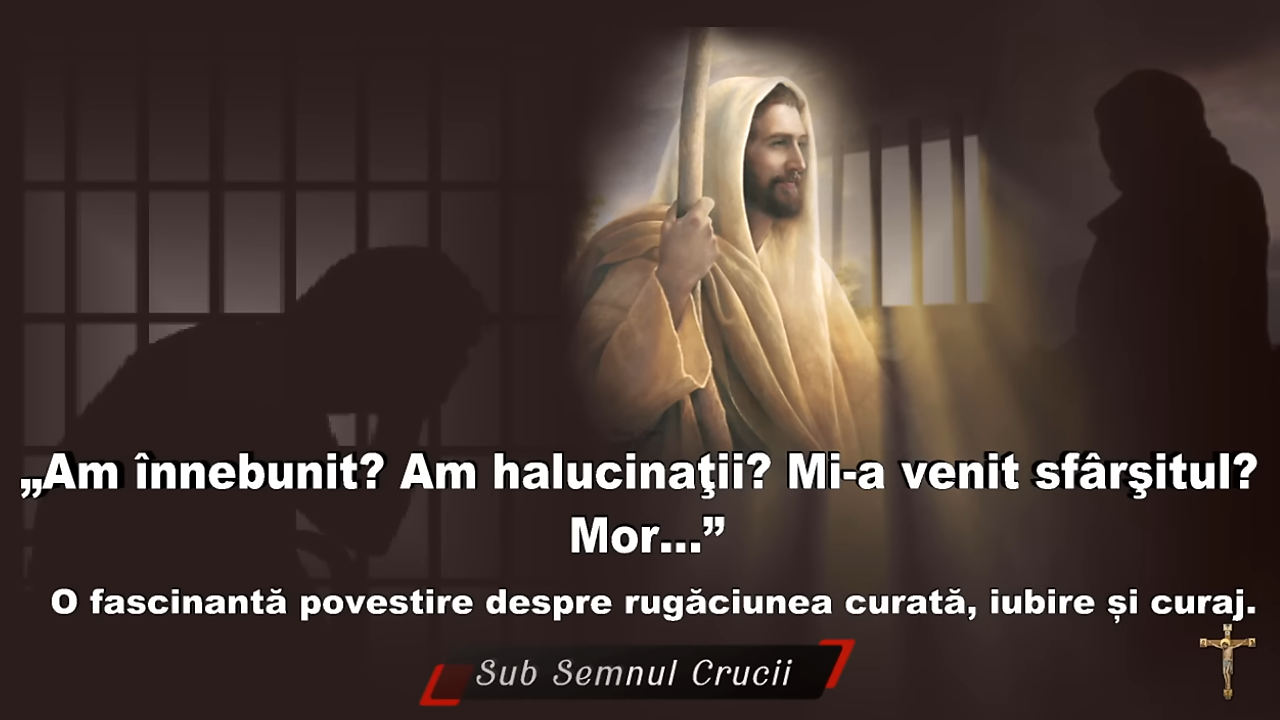 „Am înnebunit? Am halucinaţii? Mi-a venit sfârşitul?
Mor...”
O fascinantă povestire despre rugăciunea curată, iubire și curaj.
Sub Semnul Crucii